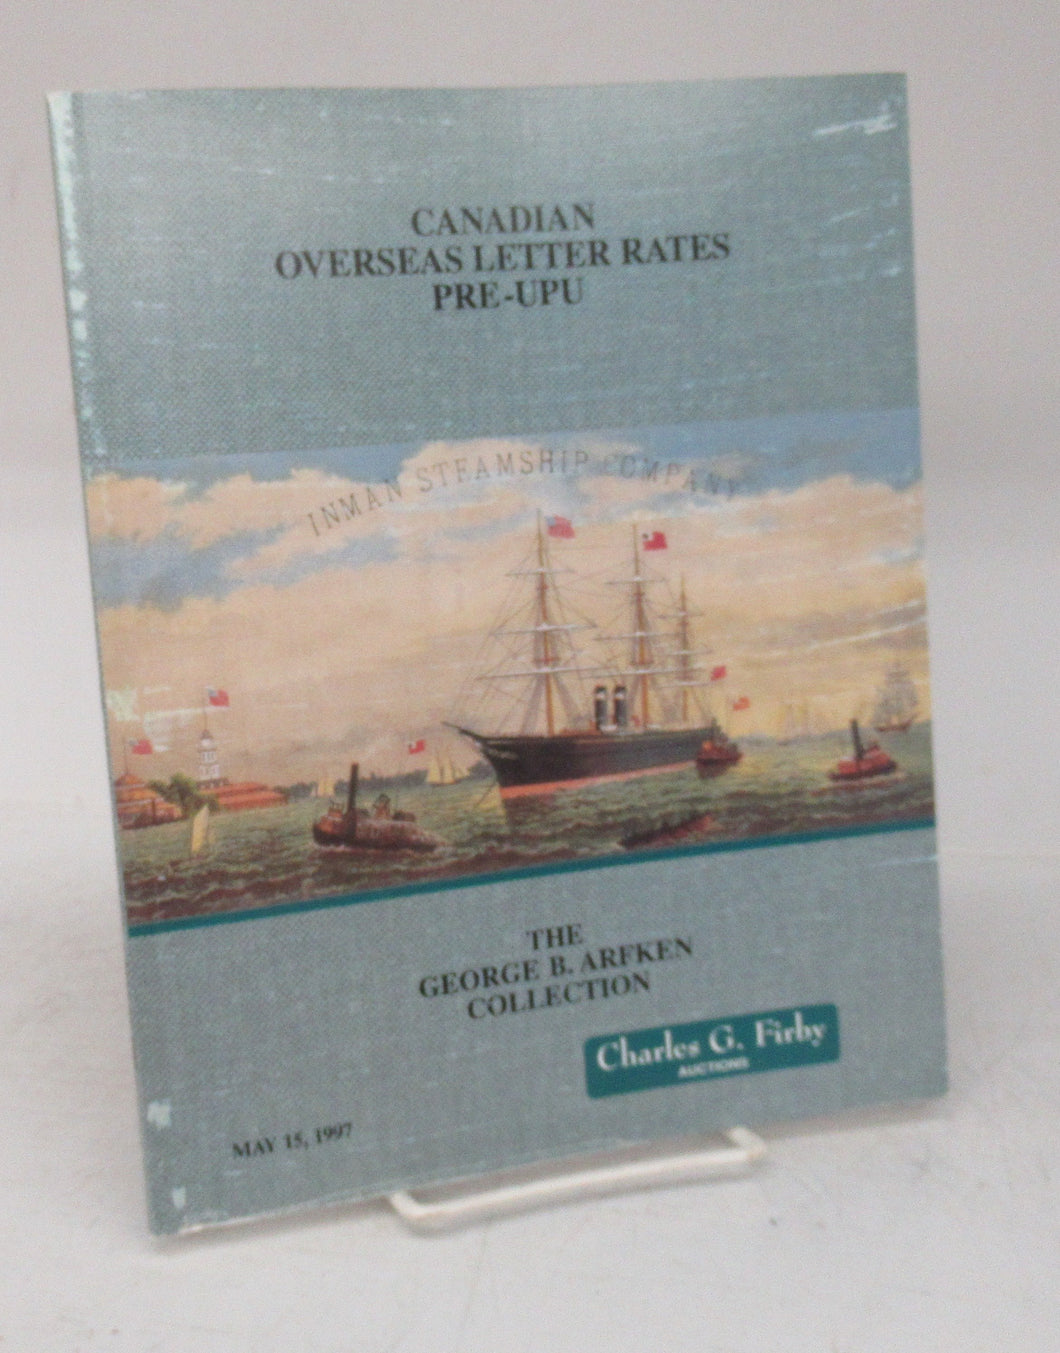 CANADIAN
OVERSEAS LETTER RATES
PRE-UPU
INMAN STEAMSHIP COMPANY
THE
GEORGE B. ARFKEN
COLLECTION
Charles G. Firby
AUCTIONS
MAY 15, 1997